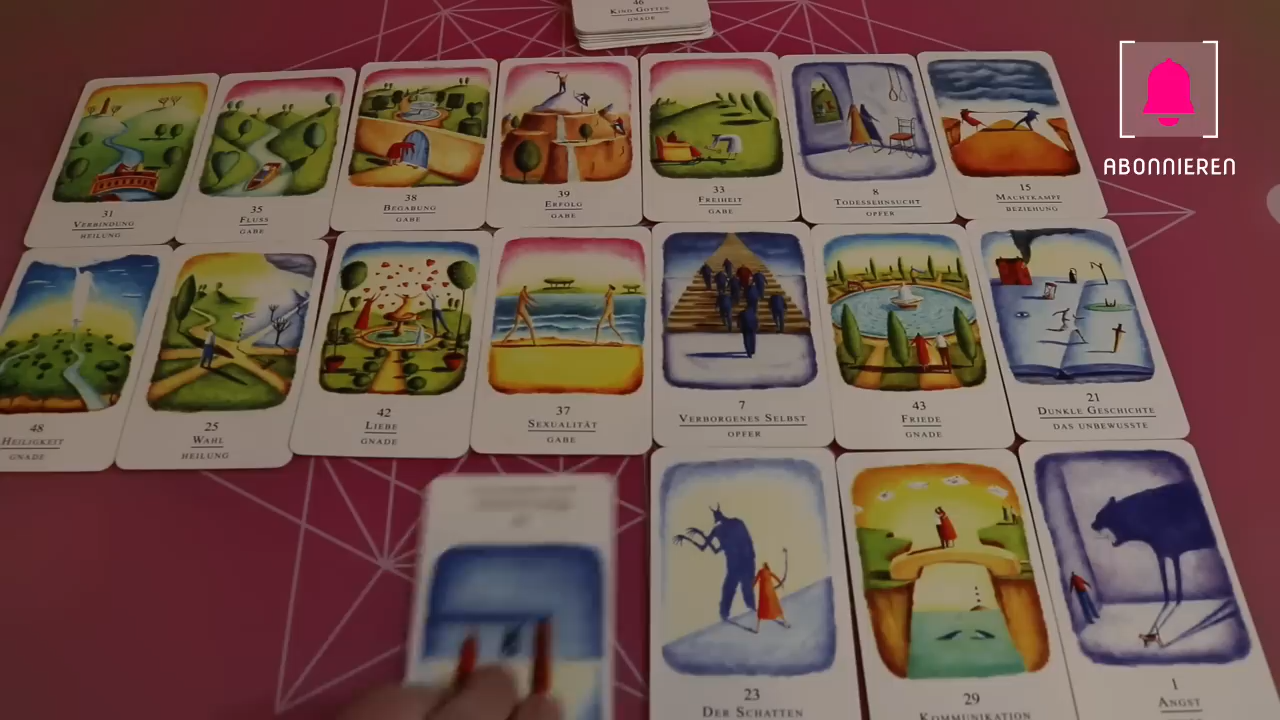 46
KIND GOTTES
GNADE
ABONNIEREN
31
VERBINDUNG
HEILUNG
35
FLUSS
GABE
38
BEGABUNG
GABE
39
ERFOLG
GABE
33
FREIHEIT
GABE
8
TODESSEHNSUCHT
OPFER
15
MACHTKAMPF
BEZIEHUNG
48
HEILIGKEIT
GNADE
25
WAHL
HEILUNG
42
LIEBE
GNADE
37
SEXUALITÄT
GABE
7
VERBORGENES SELBST
OPFER
43
FRIEDE
GNADE
21
DUNKLE GESCHICHTE
DAS UNBEWUSSTE
23
DER SCHATTEN
29
KOMMUNIKATION
1
ANGST